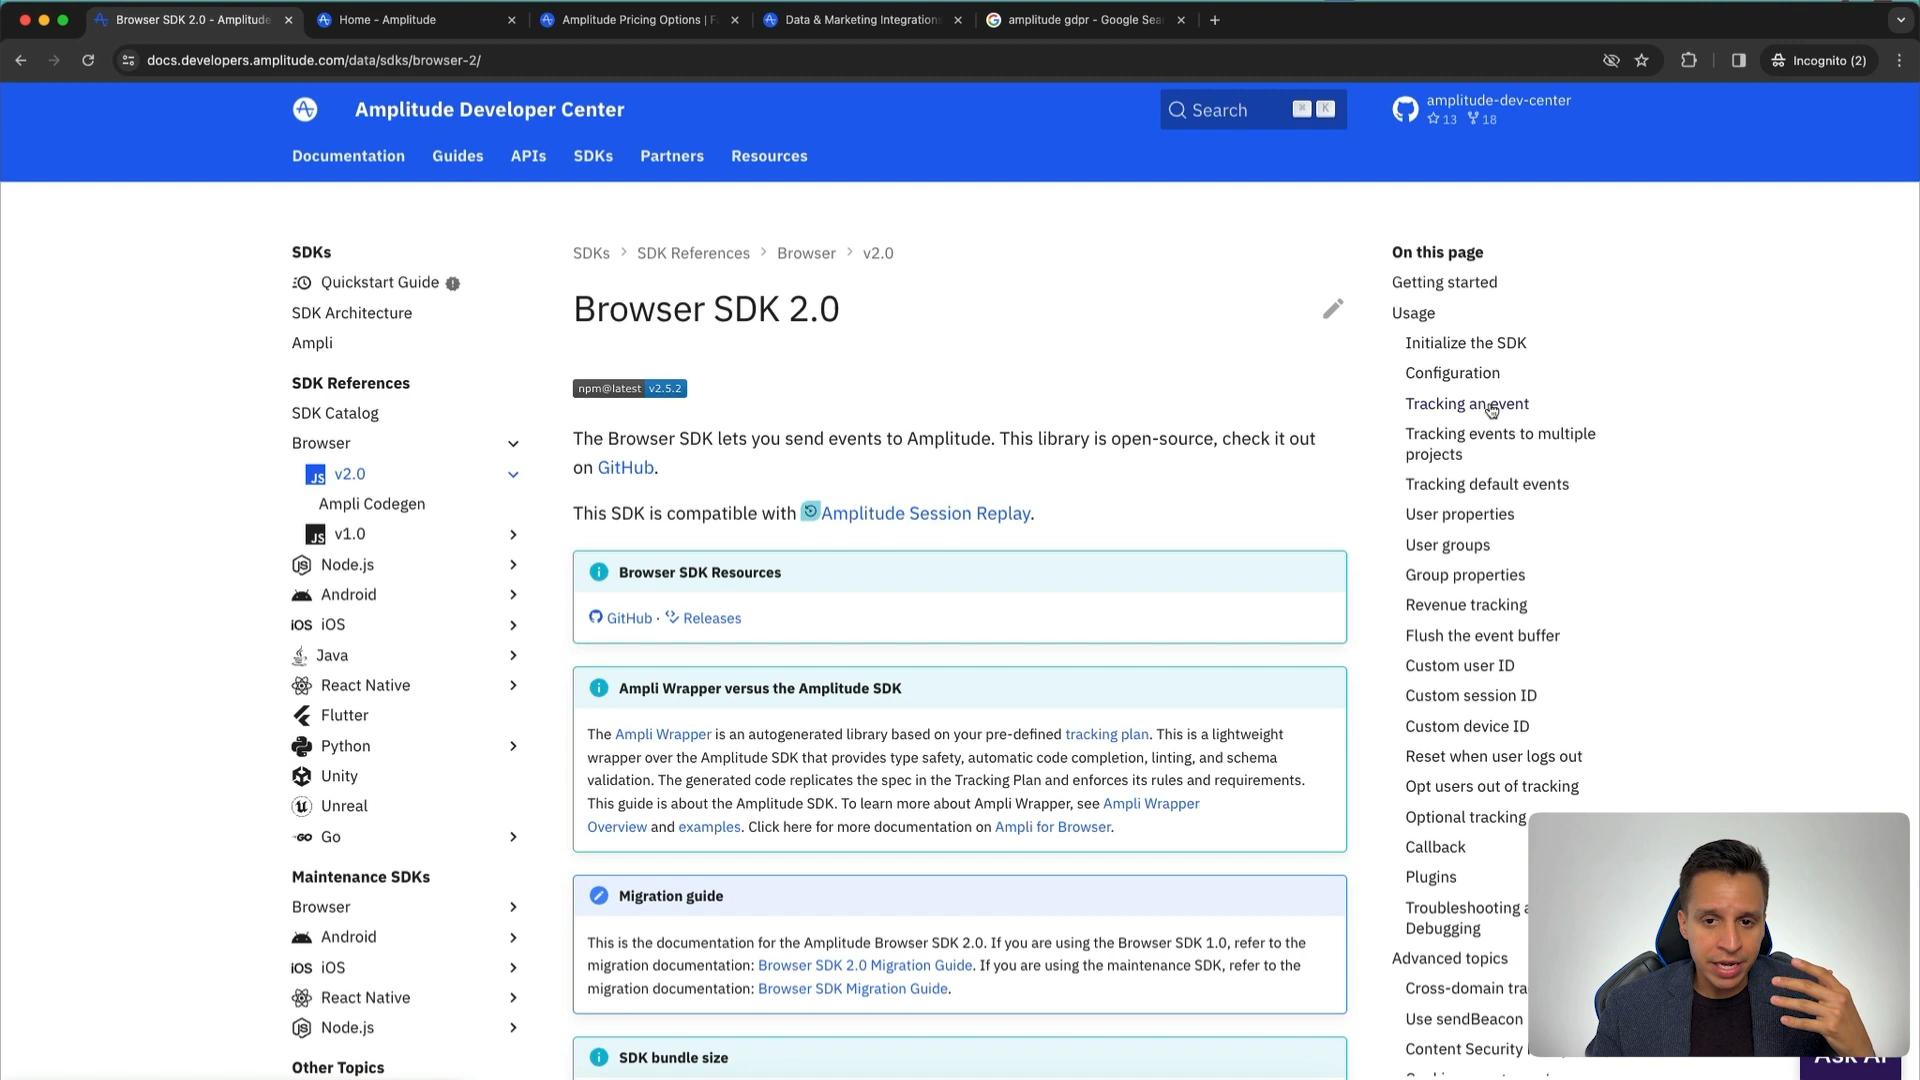 Browser SDK 2.0 - Amplitude
Home - Amplitude
Amplitude Pricing Options | F
Data & Marketing Integrations
amplitude gdpr - Google Sea
docs.developers.amplitude.com/data/sdks/browser-2/
Incognito (2)
Amplitude Developer Center
Search
⌘ K
amplitude-dev-center
13 18
Documentation
Guides
APIs
SDKs
Partners
Resources
SDKs
Quickstart Guide
SDK Architecture
Ampli
SDK References
SDK Catalog
Browser
JS v2.0
Ampli Codegen
JS v1.0
Node.js
Android
iOS iOS
Java
React Native
Flutter
Python
Unity
Unreal
GO Go
Maintenance SDKs
Browser
Android
iOS iOS
React Native
Node.js
Other Topics
SDKs > SDK References > Browser > v2.0
Browser SDK 2.0
npm@latest v2.5.2
The Browser SDK lets you send events to Amplitude. This library is open-source, check it out
on GitHub.
This SDK is compatible with Amplitude Session Replay.
Browser SDK Resources
GitHub · Releases
Ampli Wrapper versus the Amplitude SDK
The Ampli Wrapper is an autogenerated library based on your pre-defined tracking plan. This is a lightweight
wrapper over the Amplitude SDK that provides type safety, automatic code completion, linting, and schema
validation. The generated code replicates the spec in the Tracking Plan and enforces its rules and requirements.
This guide is about the Amplitude SDK. To learn more about Ampli Wrapper, see Ampli Wrapper
Overview and examples. Click here for more documentation on Ampli for Browser.
Migration guide
This is the documentation for the Amplitude Browser SDK 2.0. If you are using the Browser SDK 1.0, refer to the
migration documentation: Browser SDK 2.0 Migration Guide. If you are using the maintenance SDK, refer to the
migration documentation: Browser SDK Migration Guide.
SDK bundle size
On this page
Getting started
Usage
Initialize the SDK
Configuration
Tracking an event
Tracking events to multiple
projects
Tracking default events
User properties
User groups
Group properties
Revenue tracking
Flush the event buffer
Custom user ID
Custom session ID
Custom device ID
Reset when user logs out
Opt users out of tracking
Optional tracking
Callback
Plugins
Troubleshooting a
Debugging
Advanced topics
Cross-domain tra
Use sendBeacon
Content Security
Ask AI